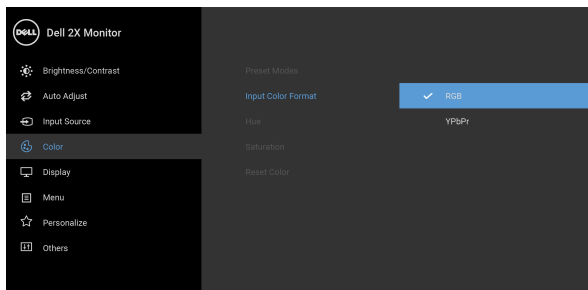 DELL Dell 2X Monitor
Brightness/Contrast
Auto Adjust
Input Source
Color
Display
Menu
Personalize
Others
Preset Modes
Input Color Format
Hue
Saturation
Reset Color
RGB
YPbPr